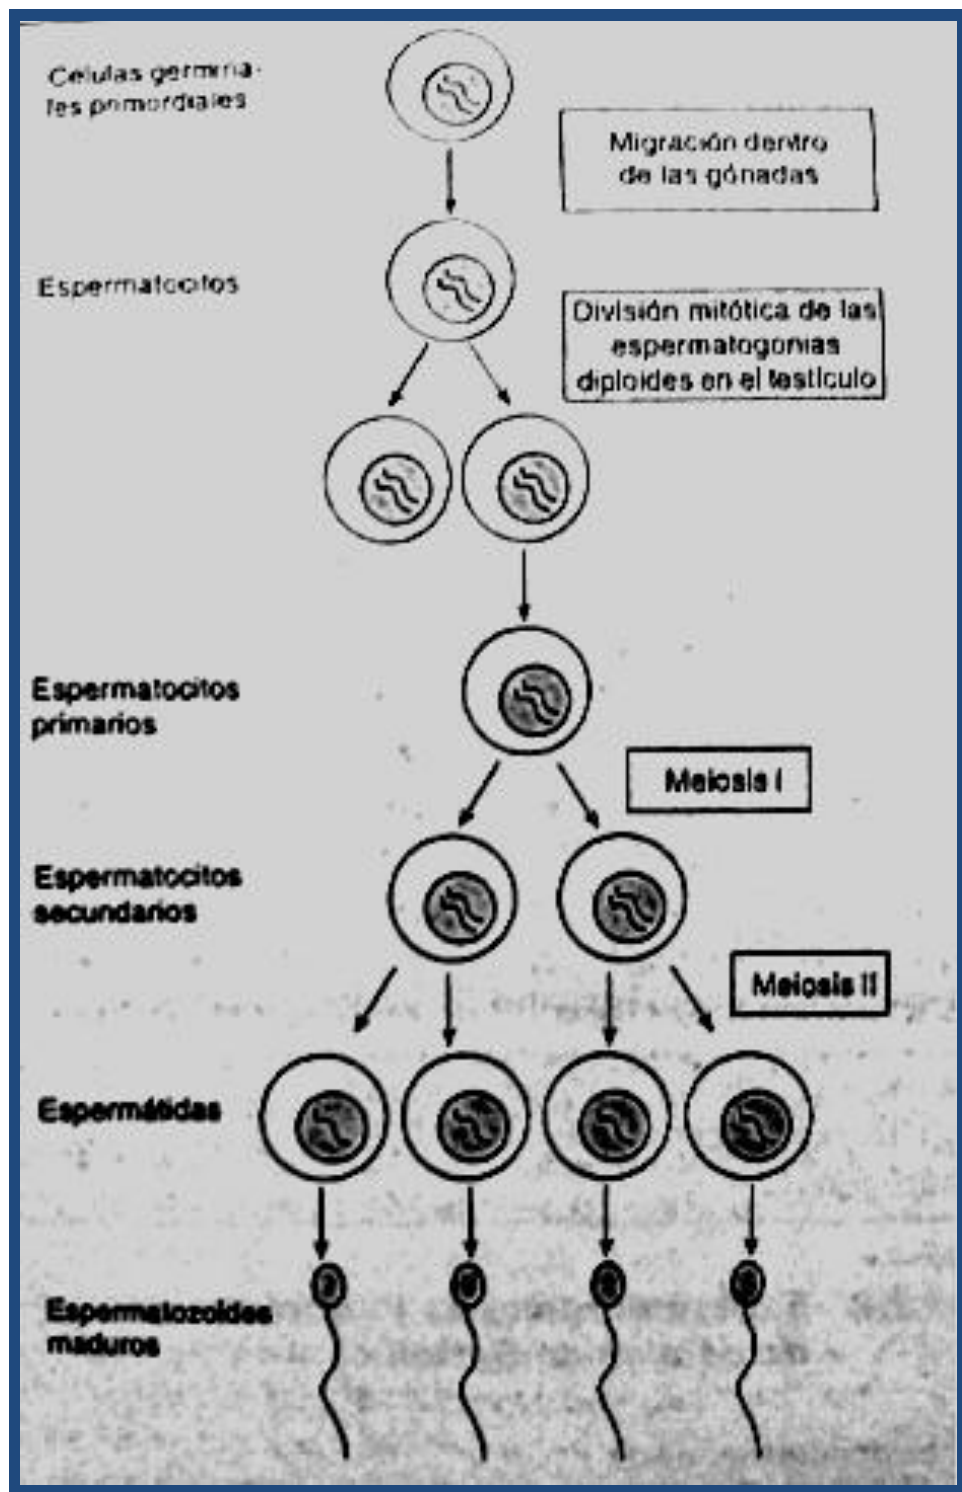 Células germina-
les primordiales
Migración dentro
de las gónadas
Espermatocitos
División mitótica de las
espermatogonias
diploides en el testículo
Espermatocitos
primarios
Meiosis I
Espermatocitos
secundarios
Meiosis II
Espermátidas
Espermatozoides
maduros